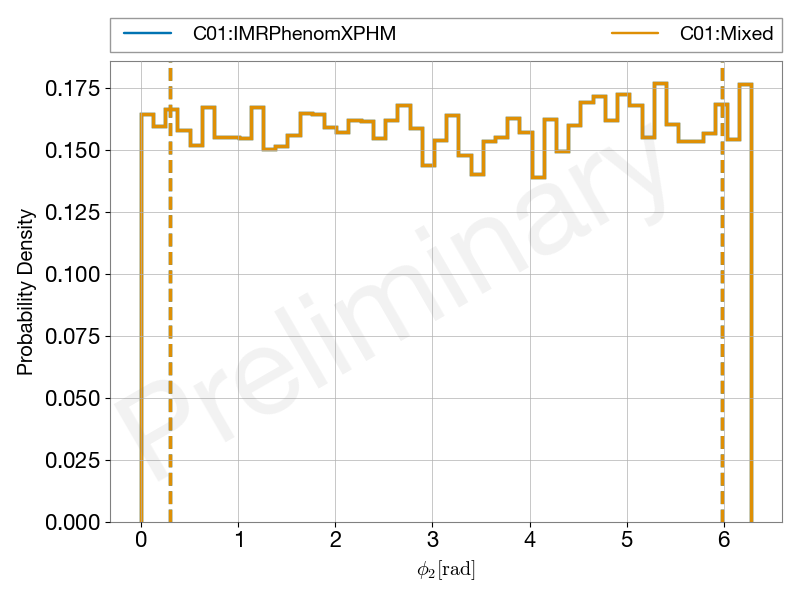 C01:IMRPhenomXPHM C01:Mixed
0.175
0.150
0.125
0.100
0.075
0.050
0.025
0.000
Probability Density
Preliminary
0 1 2 3 4 5 6
ϕ₂[rad]